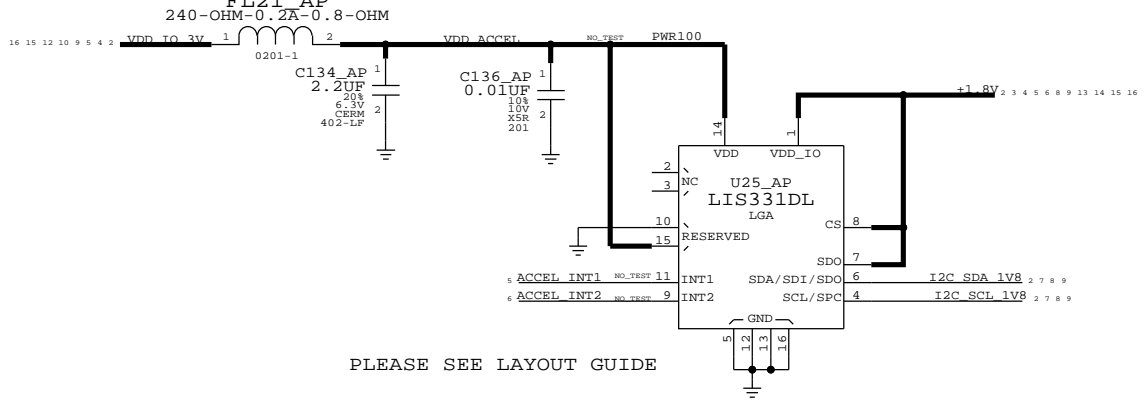 FL21_AP
240-OHM-0.2A-0.8-OHM
16 15 12 10 9 5 4 2 VDD_IO_3V 1 2 VDD_ACCEL NO_TEST PWR100
0201-1
C134_AP 1
2.2UF
20%
6.3V
CERM
402-LF
2
C136_AP 1
0.01UF
10%
10V
X5R
201
2
+1.8V 2 3 4 5 6 8 9 13 14 15 16
14 1
VDD VDD_IO
2
3
NC
U25_AP
LIS331DL
LGA
10
15
RESERVED
CS 8
SDO 7
5 ACCEL_INT1 NO_TEST 11 INT1
SDA/SDI/SDO 6 I2C_SDA_1V8 2 7 8 9
6 ACCEL_INT2 NO_TEST 9 INT2
SCL/SPC 4 I2C_SCL_1V8 2 7 8 9
GND
5 12 13 16
PLEASE SEE LAYOUT GUIDE